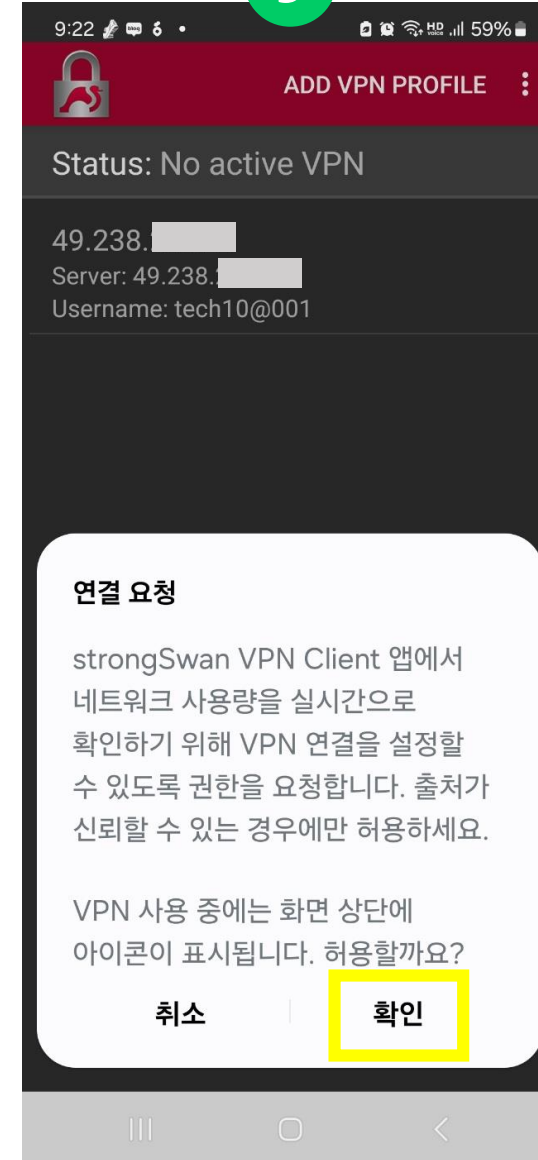 9:22
HD
voice
59%
ADD VPN PROFILE
Status: No active VPN
49.238.
Server: 49.238.
Username: tech10@001
연결 요청
strongSwan VPN Client 앱에서
네트워크 사용량을 실시간으로
확인하기 위해 VPN 연결을 설정할
수 있도록 권한을 요청합니다. 출처가
신뢰할 수 있는 경우에만 허용하세요.
VPN 사용 중에는 화면 상단에
아이콘이 표시됩니다. 허용할까요?
취소 확인